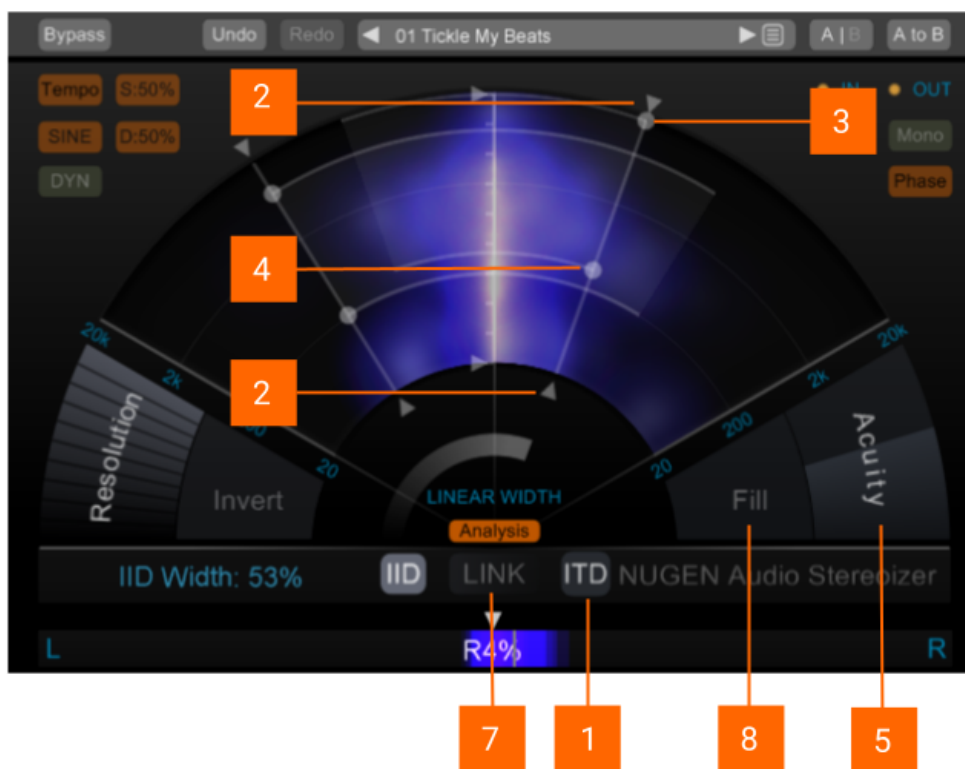 Bypass Undo Redo 01 Tickle My Beats A | B A to B
Tempo S:50% 2 IN OUT
SINE D:50% 3 Mono
DYN Phase
4
20k 20k
2k 2k
2 200
20 20
Resolution Invert LINEAR WIDTH Fill Acuity
Analysis
IID Width: 53% IID LINK ITD NUGEN Audio Stereoizer
L R4% R
7 1 8 5